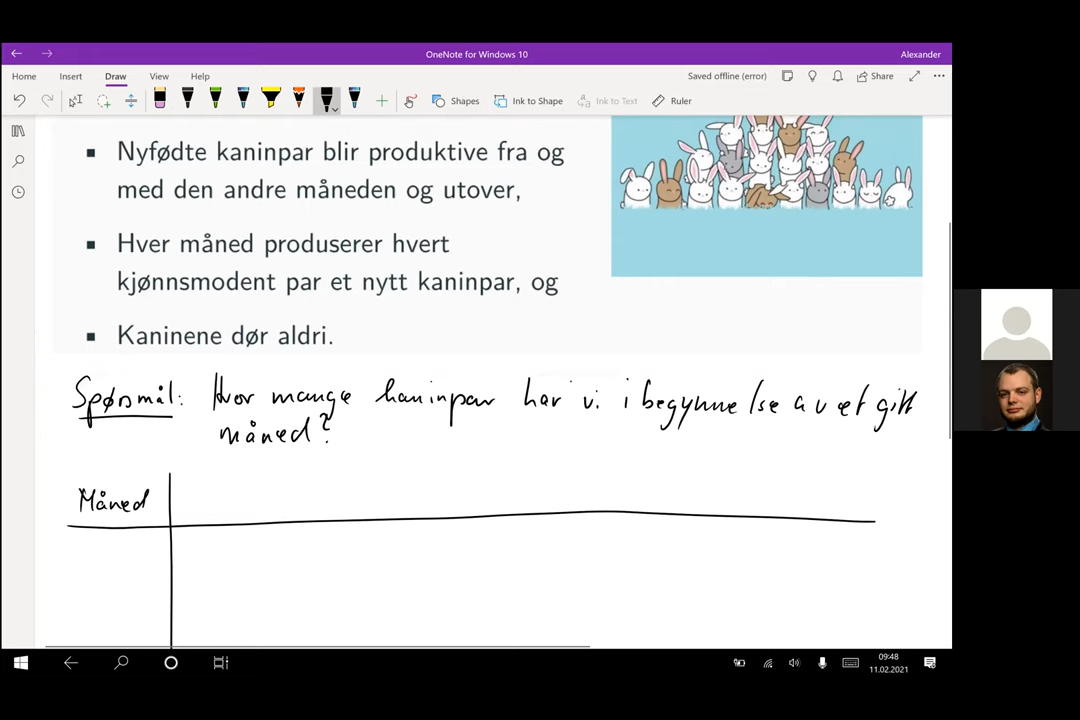 OneNote for Windows 10
Alexander
Home Insert Draw View Help
Saved offline (error) Share
Shapes Ink to Shape Ink to Text Ruler
Nyfødte kaninpar blir produktive fra og
med den andre måneden og utover,
Hver måned produserer hvert
kjønnsmodent par et nytt kaninpar, og
Kaninene dør aldri.
Spørsmål: Hvor mange kaninpar har vi i begynnelse av et gitt
måned?
Måned
09:48
11.02.2021